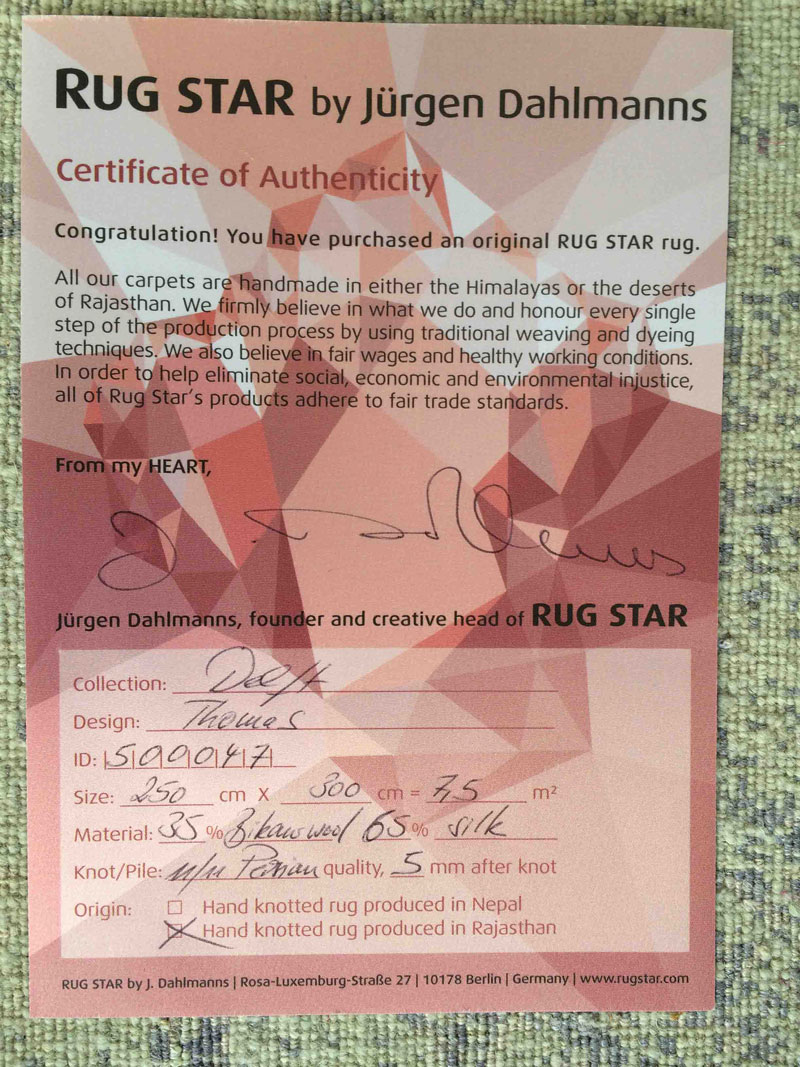 RUG STAR by Jürgen Dahlmanns
Certificate of Authenticity
Congratulation! You have purchased an original RUG STAR rug.
All our carpets are handmade in either the Himalayas or the deserts
of Rajasthan. We firmly believe in what we do and honour every single
step of the production process by using traditional weaving and dyeing
techniques. We also believe in fair wages and healthy working conditions.
In order to help eliminate social, economic and environmental injustice,
all of Rug Star's products adhere to fair trade standards.
From my HEART,
Jürgen Dahlmanns, founder and creative head of RUG STAR
Collection: Delft
Design: Thomas
ID: 500047
Size: 250 cm X 300 cm = 7,5 m²
Material: 35 % wool 65 % silk
Knot/Pile: quality, 5 mm after knot
Origin: Hand knotted rug produced in Nepal
Hand knotted rug produced in Rajasthan
RUG STAR by J. Dahlmanns | Rosa-Luxemburg-Straße 27 | 10178 Berlin | Germany | www.rugstar.com